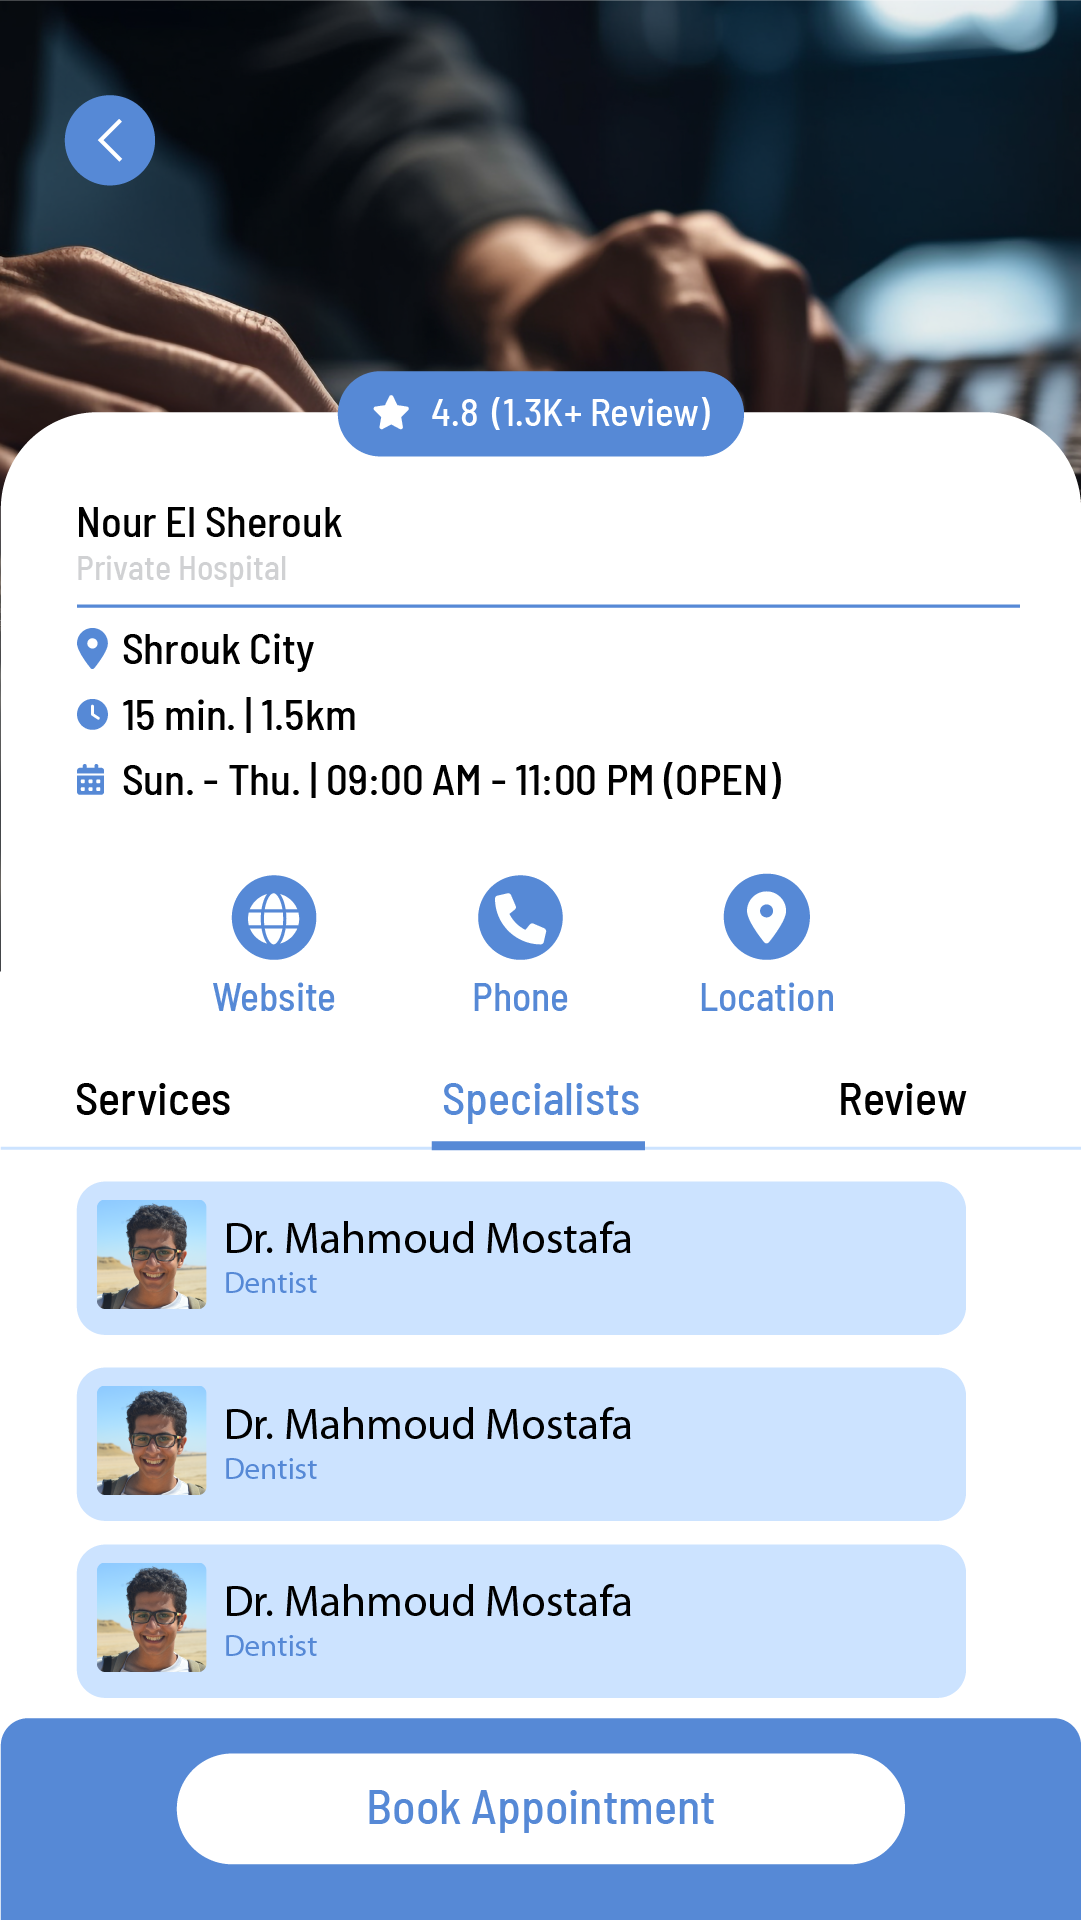 4.8 (1.3K+ Review)
Nour El Sherouk
Private Hospital
Shrouk City
15 min. | 1.5km
Sun. - Thu. | 09:00 AM - 11:00 PM (OPEN)
Website Phone Location
Services Specialists Review
Dr. Mahmoud Mostafa
Dentist
Dr. Mahmoud Mostafa
Dentist
Dr. Mahmoud Mostafa
Dentist
Book Appointment